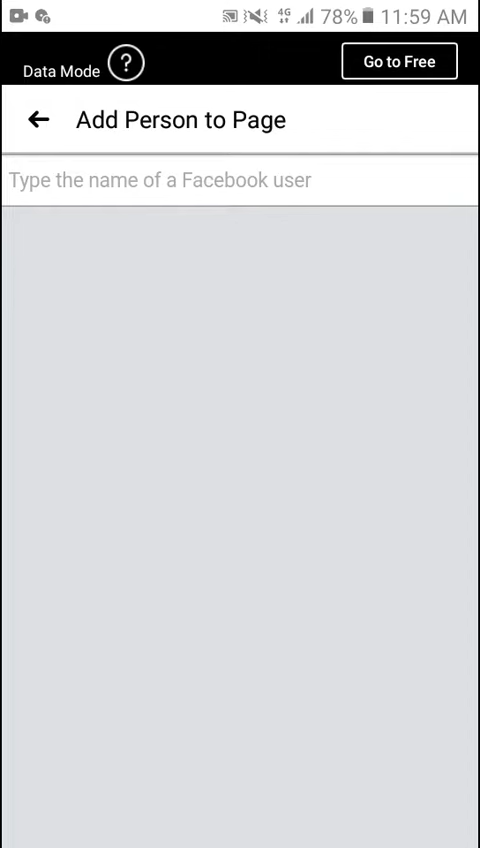 4G 78% 11:59 AM
Data Mode ? Go to Free
Add Person to Page
Type the name of a Facebook user